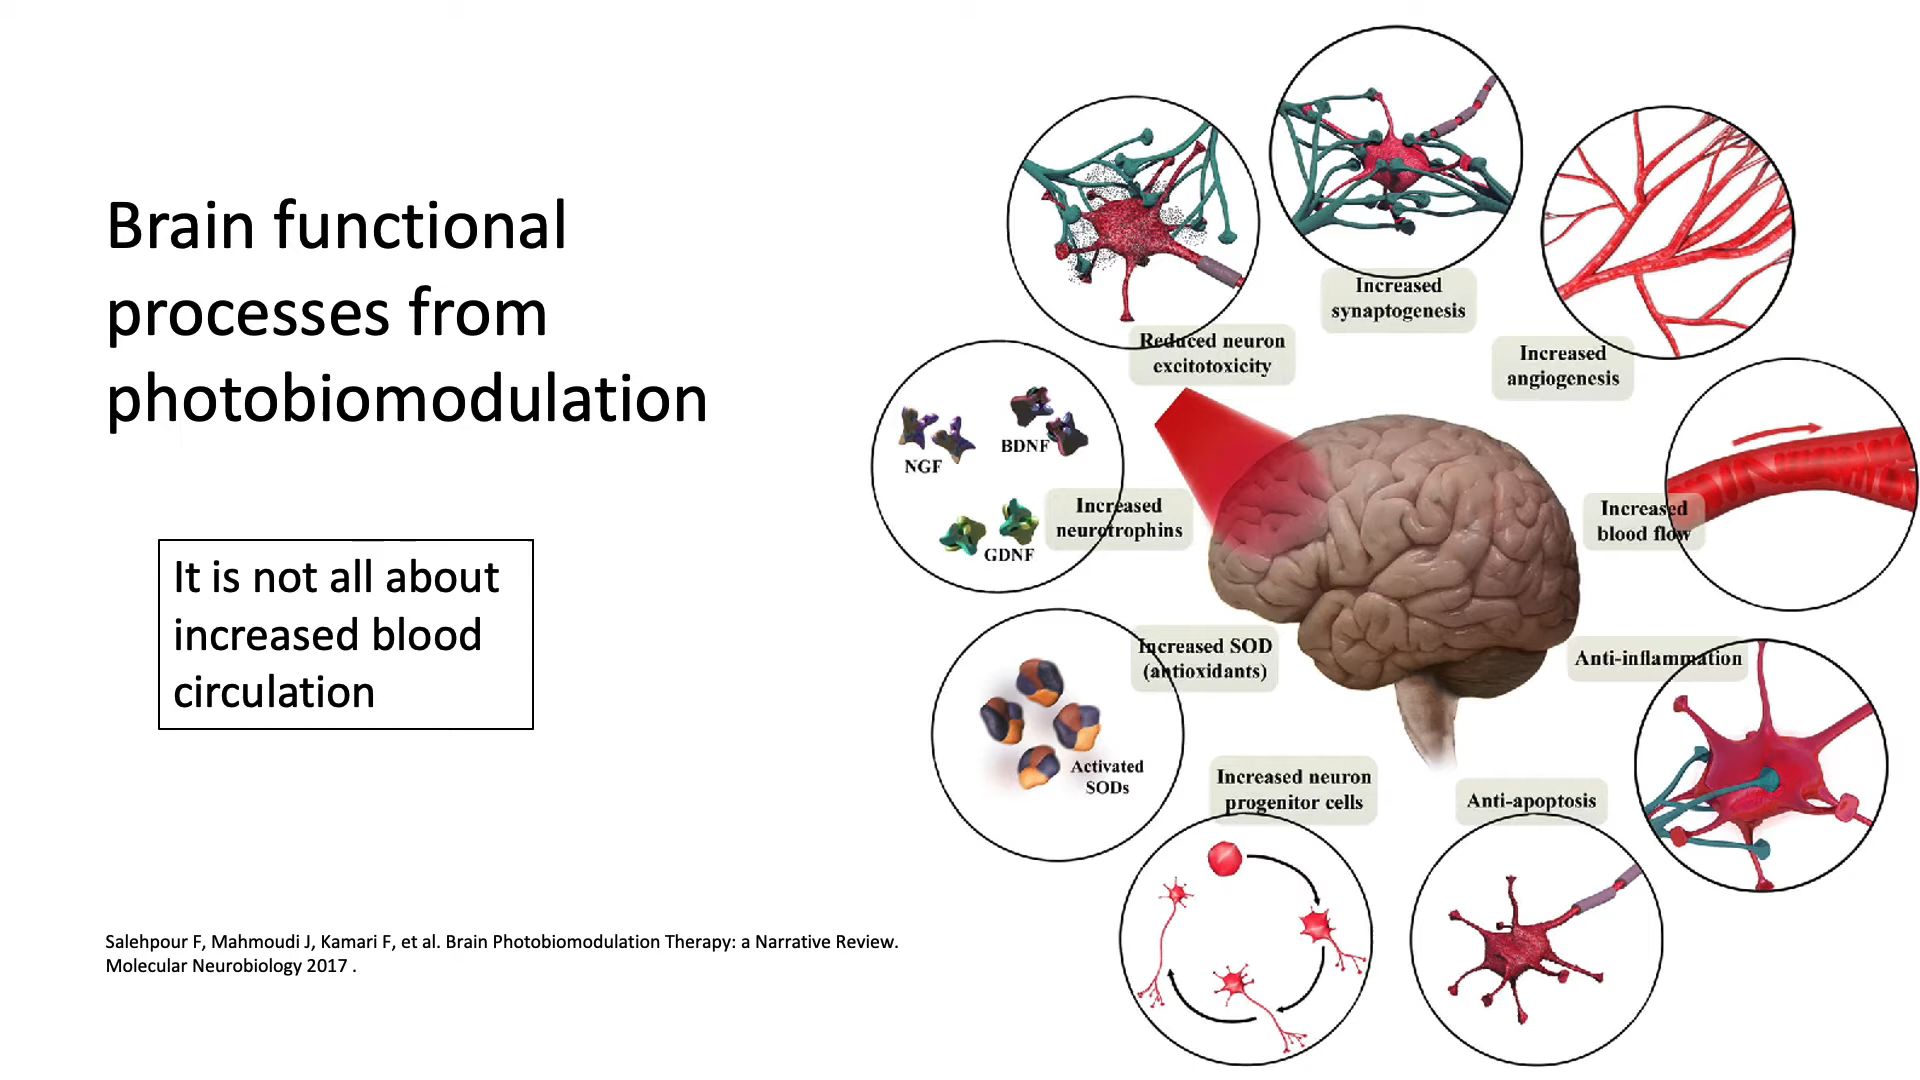 Brain functional
processes from
photobiomodulation
It is not all about
increased blood
circulation
Salehpour F, Mahmoudi J, Kamari F, et al. Brain Photobiomodulation Therapy: a Narrative Review.
Molecular Neurobiology 2017 .
Increased
synaptogenesis
Reduced neuron
excitotoxicity
Increased
angiogenesis
NGF
BDNF
GDNF
Increased
neurotrophins
Increased
blood flow
Increased SOD
(antioxidants)
Activated
SODs
Anti-inflammation
Increased neuron
progenitor cells
Anti-apoptosis